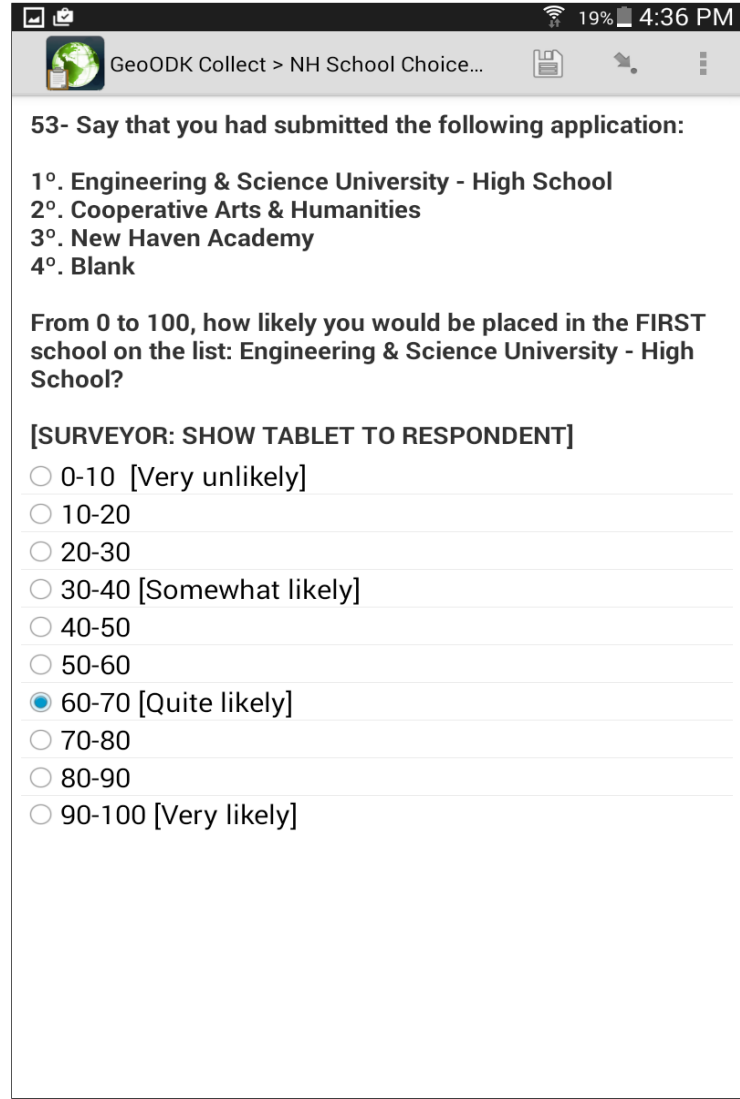 19% 4:36 PM
GeoODK Collect > NH School Choice...
53- Say that you had submitted the following application:
1º. Engineering & Science University - High School
2º. Cooperative Arts & Humanities
3º. New Haven Academy
4º. Blank
From 0 to 100, how likely you would be placed in the FIRST
school on the list: Engineering & Science University - High
School?
[SURVEYOR: SHOW TABLET TO RESPONDENT]
0-10  [Very unlikely]
10-20
20-30
30-40 [Somewhat likely]
40-50
50-60
60-70 [Quite likely]
70-80
80-90
90-100 [Very likely]